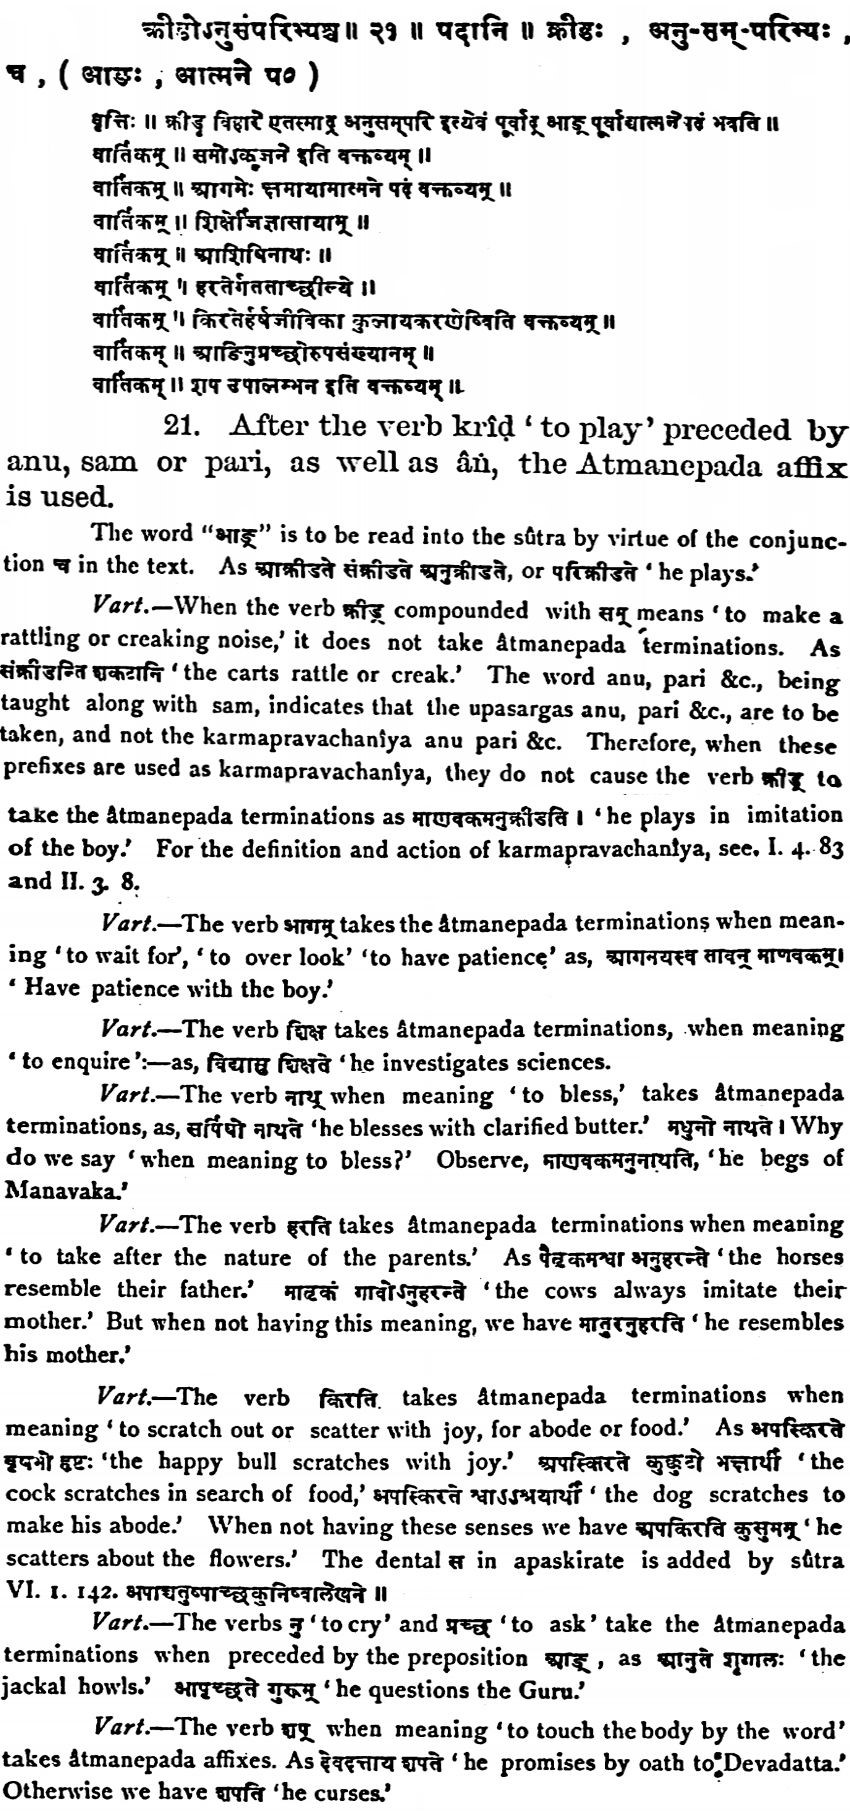 क्रीडोऽनुसंपरिभ्यश्च ॥ २१ ॥ पदानि ॥ क्रीडः , अनु-सम्-परिभ्यः ,
च , ( आङः , आत्मने प० )
वृत्तिः ॥ क्रीडृ विहारे एतस्माद् अनुसम्परि इत्येवं पूर्वाद् आङ् पूर्वाद्यात्मनेपदं भवति ॥
वार्तिकम् ॥ समोऽकूजने इति वक्तव्यम् ॥
वार्तिकम् ॥ आगमेः क्षमायामात्मने पदं वक्तव्यम् ॥
वार्तिकम् ॥ शिक्षेर्जिज्ञासायाम् ॥
वार्तिकम् ॥ आशिषिनाथः ॥
वार्तिकम् ॥ हरतेर्गतताच्छील्ये ॥
वार्तिकम् ॥ किरतेर्हर्षजीविका कुलायकरणेष्विति वक्तव्यम् ॥
वार्तिकम् ॥ आङिनुप्रच्छोरुपसंख्यानम् ॥
वार्तिकम् ॥ शप उपालम्भन इति वक्तव्यम् ॥
21. After the verb krîḍ ‘ to play’ preceded by
anu, sam or pari, as well as âṅ, the Atmanepada affix
is used.
The word “आङ्” is to be read into the sûtra by virtue of the conjunc-
tion च in the text. As आक्रीडते संक्रीडते अनुक्रीडते, or परिक्रीडते ‘ he plays.’
Vart.—When the verb क्रीड् compounded with सम् means ‘ to make a
rattling or creaking noise,’ it does not take âtmanepada terminations. As
संक्रीडन्ति शकटानि ‘ the carts rattle or creak.’ The word anu, pari &c., being
taught along with sam, indicates that the upasargas anu, pari &c., are to be
taken, and not the karmapravachanîya anu pari &c. Therefore, when these
prefixes are used as karmapravachanîya, they do not cause the verb क्रीड् to
take the âtmanepada terminations as माणवकमनुक्रीडति । ‘ he plays in imitation
of the boy.’ For the definition and action of karmapravachanîya, see. I. 4. 83
and II. 3. 8.
Vart.—The verb आगम् takes the âtmanepada terminations when mean-
ing ‘ to wait for’, ‘ to over look’ ‘to have patience’ as, आगमयस्व तावन् माणवकम् ।
‘ Have patience with the boy.’
Vart.—The verb शिक्ष takes âtmanepada terminations, when meaning
‘ to enquire’:—as, विद्यासु शिक्षते ‘he investigates sciences.
Vart.—The verb नाथ् when meaning ‘to bless,’ takes âtmanepada
terminations, as, सर्पिषो नाथते ‘he blesses with clarified butter.’ मधुनो नाथते । Why
do we say ‘when meaning to bless?’ Observe, माणवकमनुनाथति, ‘he begs of
Manavaka.’
Vart.—The verb हरति takes âtmanepada terminations when meaning
‘ to take after the nature of the parents.’ As पैतृकमश्वा अनुहरन्ते ‘ the horses
resemble their father.’ मातृकं गावोऽनुहरन्ते ‘the cows always imitate their
mother.’ But when not having this meaning, we have मातुरनुहरति ‘ he resembles
his mother.’
Vart.—The verb किरति takes âtmanepada terminations when
meaning ‘ to scratch out or scatter with joy, for abode or food.’ As अपस्किरते
वृषभो हृष्टः ‘the happy bull scratches with joy.’ अपस्किरते कुक्कुटो भक्षार्थी ‘ the
cock scratches in search of food,’ अपस्किरते श्वाऽऽश्रयार्थी ‘ the dog scratches to
make his abode.’ When not having these senses we have अपकिरति कुसुमम् ‘ he
scatters about the flowers.’ The dental स in apaskirate is added by sûtra
VI. 1. 142. अपाच्चतुष्पाच्छकुनिष्वालेखने ॥
Vart.—The verbs नु ‘ to cry’ and प्रच्छ् ‘ to ask’ take the âtmanepada
terminations when preceded by the preposition आङ् , as आनुते शृगालः ‘ the
jackal howls.’ आपृच्छते गुरुम् ‘ he questions the Guru.’
Vart.—The verb शप् when meaning ‘ to touch the body by the word’
takes âtmanepada affixes. As देवदत्ताय शपते ‘ he promises by oath to Devadatta.’
Otherwise we have शपति ‘he curses.’